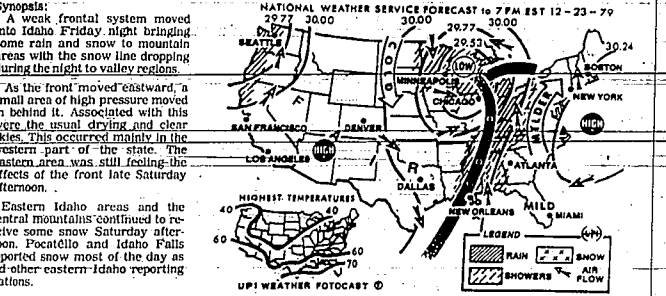 Synopsis:
A weak frontal system moved
into Idaho Friday night bringing
some rain and snow to mountain
areas with the snow line dropping
during the night to valley regions.
As the front moved eastward, a
small area of high pressure moved
in behind it. Associated with this
were the usual drying and clear
skies. This occurred mainly in the
western part of the state. The
eastern area was still feeling the
effects of the front late Saturday
afternoon.
Eastern Idaho areas and the
central mountains continued to re-
ceive some snow Saturday after-
noon. Pocatello and Idaho Falls
reported snow most of the day as
did other eastern Idaho reporting
stations.
NATIONAL WEATHER SERVICE FORECAST to 7 PM EST 12-23-79
29.77 30.00
30.00 29.77 30.00
29.53
30.24
SEATTLE
COLD
LOW
MINNEAPOLIS
BOSTON
CHICAGO
NEW YORK
F
MILDER
HIGH
SAN FRANCISCO
DENVER
LOS ANGELES
HIGH
R
ATLANTA
DALLAS
NEW ORLEANS
MILD
MIAMI
HIGHEST TEMPERATURES
40 40
60 60
60 70
LEGEND
RAIN
SNOW
SHOWERS
AIR FLOW
UPI WEATHER FOTOCAST